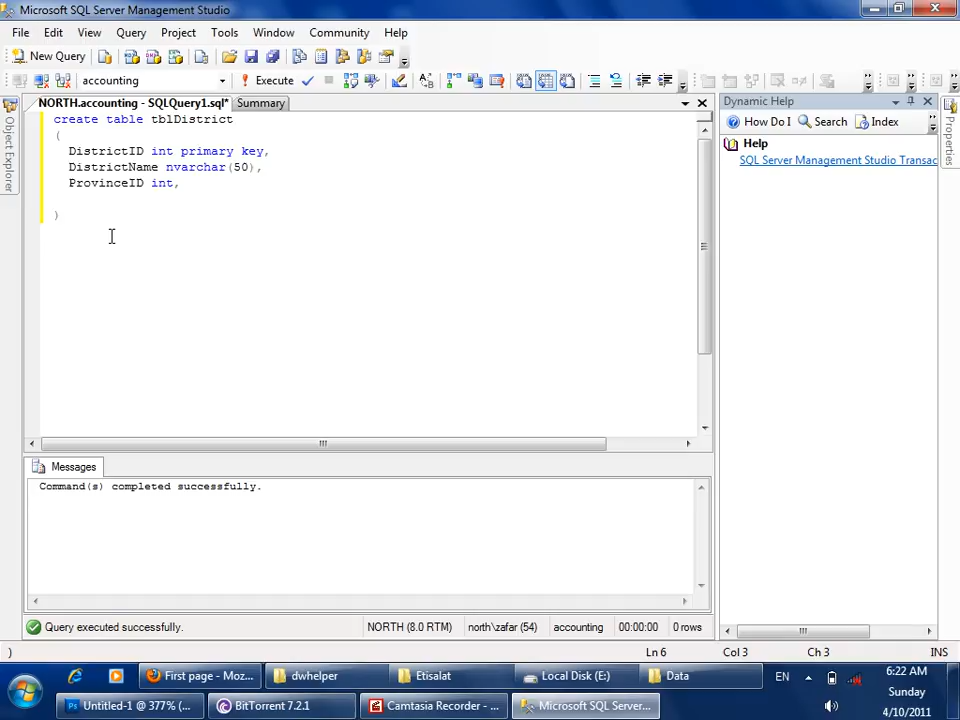 Microsoft SQL Server Management Studio
File Edit View Query Project Tools Window Community Help
New Query
accounting Execute
NORTH.accounting - SQLQuery1.sql* Summary
Object Explorer
create table tblDistrict
(
DistrictID int primary key,
DistrictName nvarchar(50),
ProvinceID int,
)
Dynamic Help
How Do I Search Index
Help
SQL Server Management Studio Transac
Properties
Messages
Command(s) completed successfully.
Query executed successfully. NORTH (8.0 RTM) north\zafar (54) accounting 00:00:00 0 rows
) Ln 6 Col 3 Ch 3 INS
First page - Moz... dwhelper Etisalat Local Disk (E:) Data EN 6:22 AM
Sunday
Untitled-1 @ 377% (... BitTorrent 7.2.1 Camtasia Recorder - ... Microsoft SQL Server... 4/10/2011